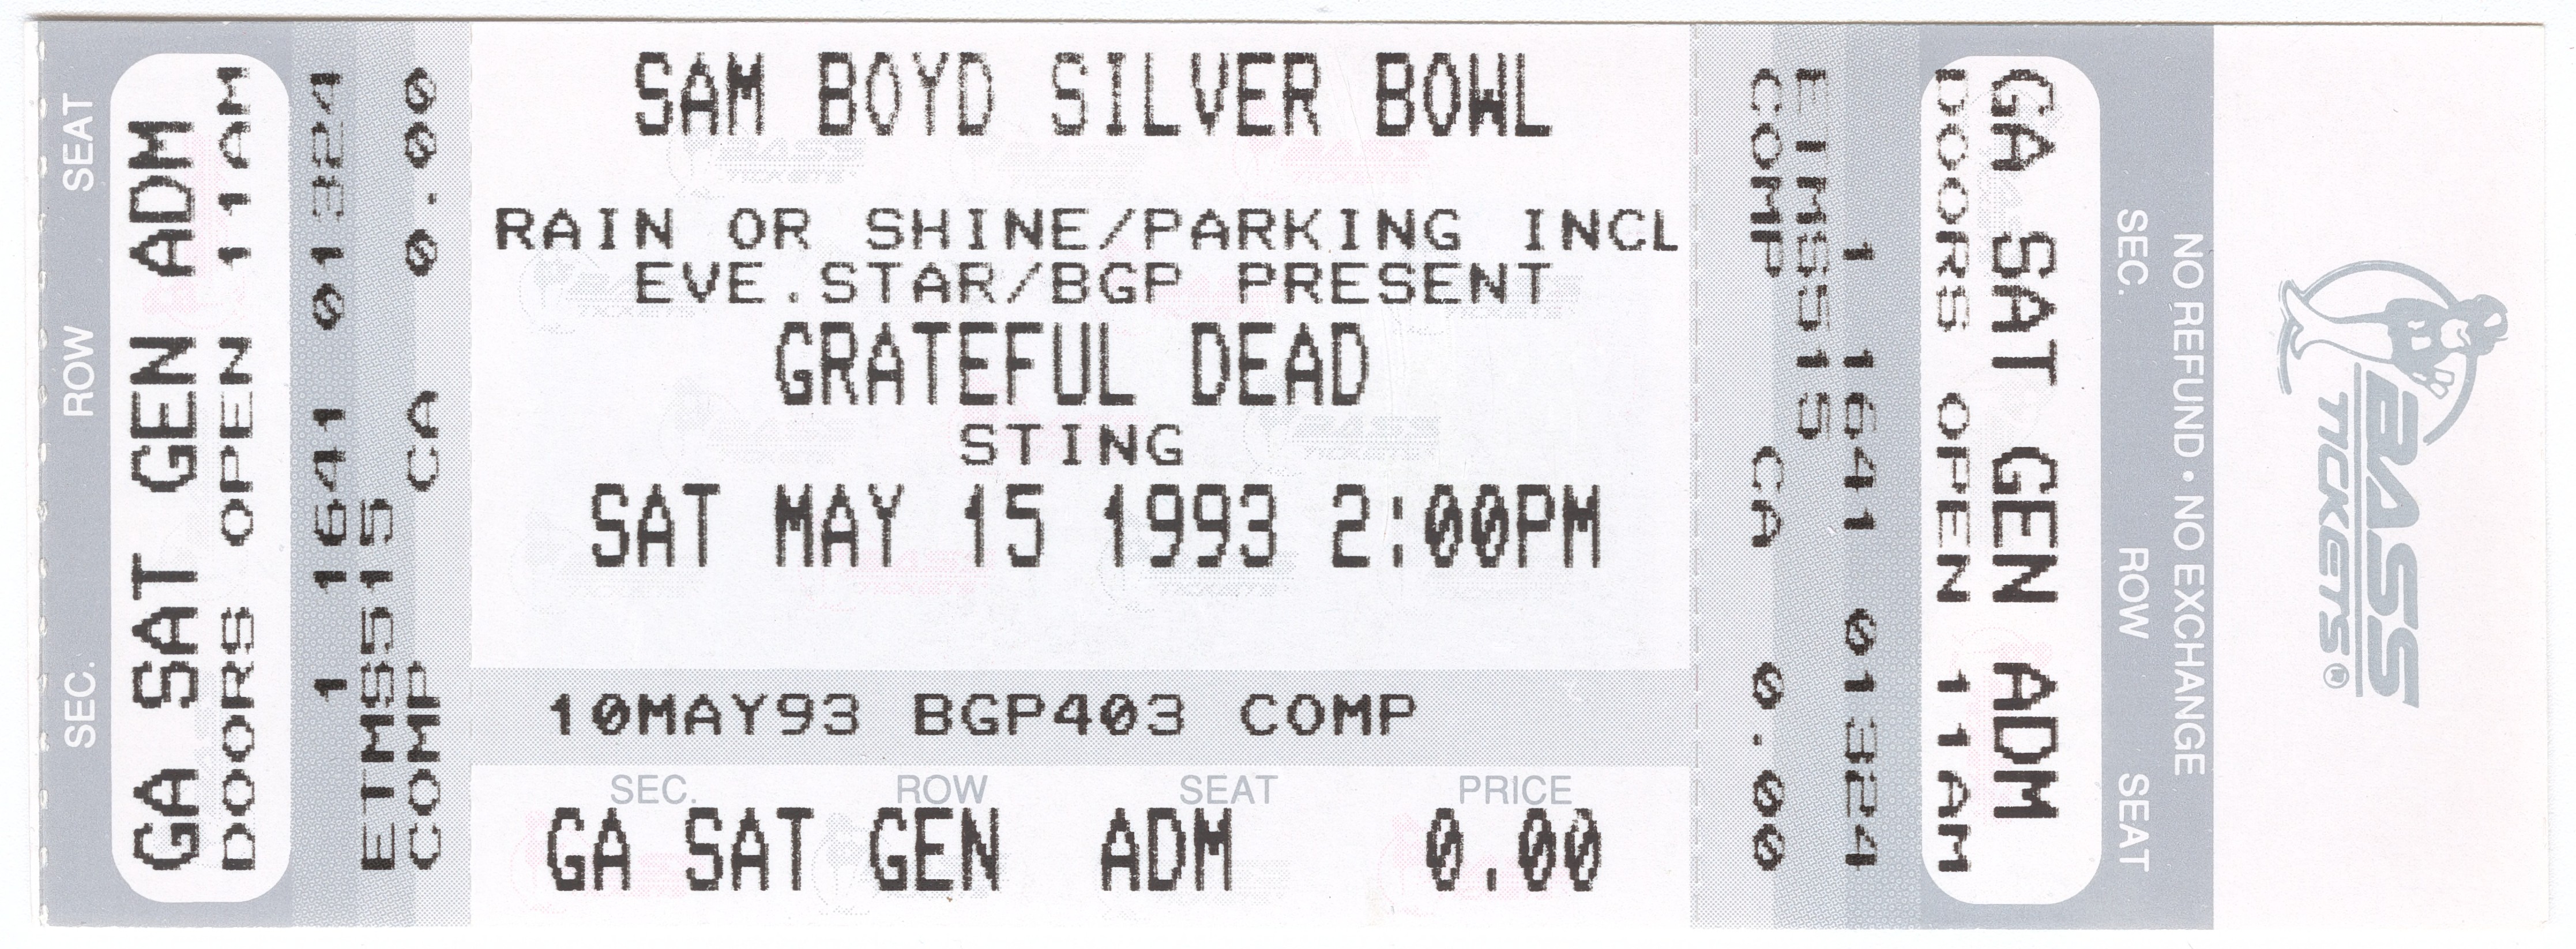 SEAT
ROW
SEC.
GA SAT GEN ADM
DOORS OPEN 11AM
1 1641 01324
ETMS515
COMP CA 0.00
SAM BOYD SILVER BOWL
RAIN OR SHINE/PARKING INCL
EVE.STAR/BGP PRESENT
GRATEFUL DEAD
STING
SAT MAY 15 1993 2:00PM
10MAY93 BGP403 COMP
SEC. ROW SEAT PRICE
GA SAT GEN ADM 0.00
COMP CA 0.00
ETMS515
1 1641 01324
DOORS OPEN 11AM
GA SAT GEN ADM
SEC. ROW SEAT
NO REFUND • NO EXCHANGE
BASS
TICKETS®